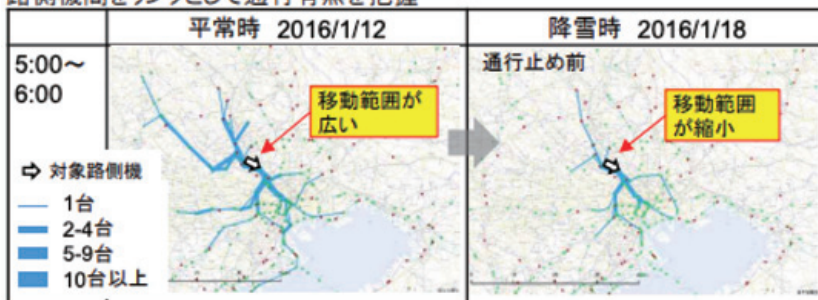 平常時 2016/1/12
降雪時 2016/1/18
5:00～
6:00
移動範囲が
広い
通行止め前
移動範囲
が縮小
対象路側機
1台
2-4台
5-9台
10台以上